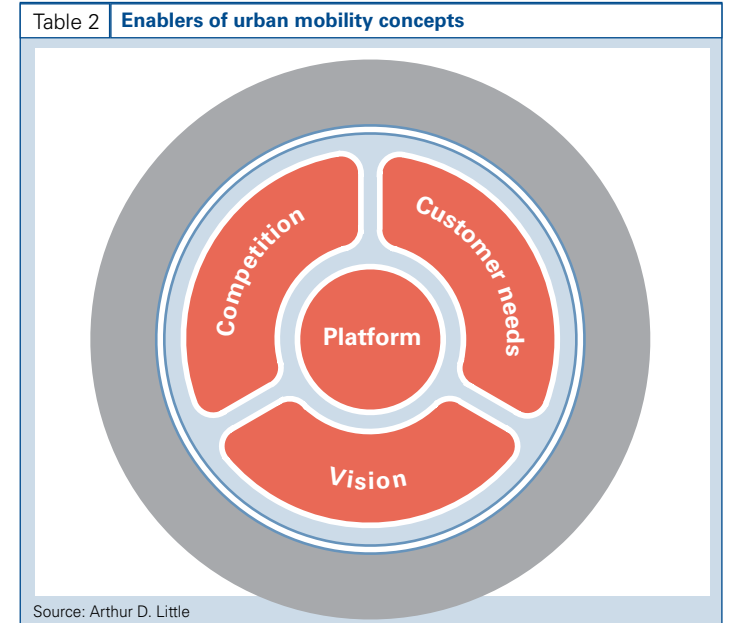 Table 2
Enablers of urban mobility concepts
Competition
Customer needs
Platform
Vision
Source: Arthur D. Little